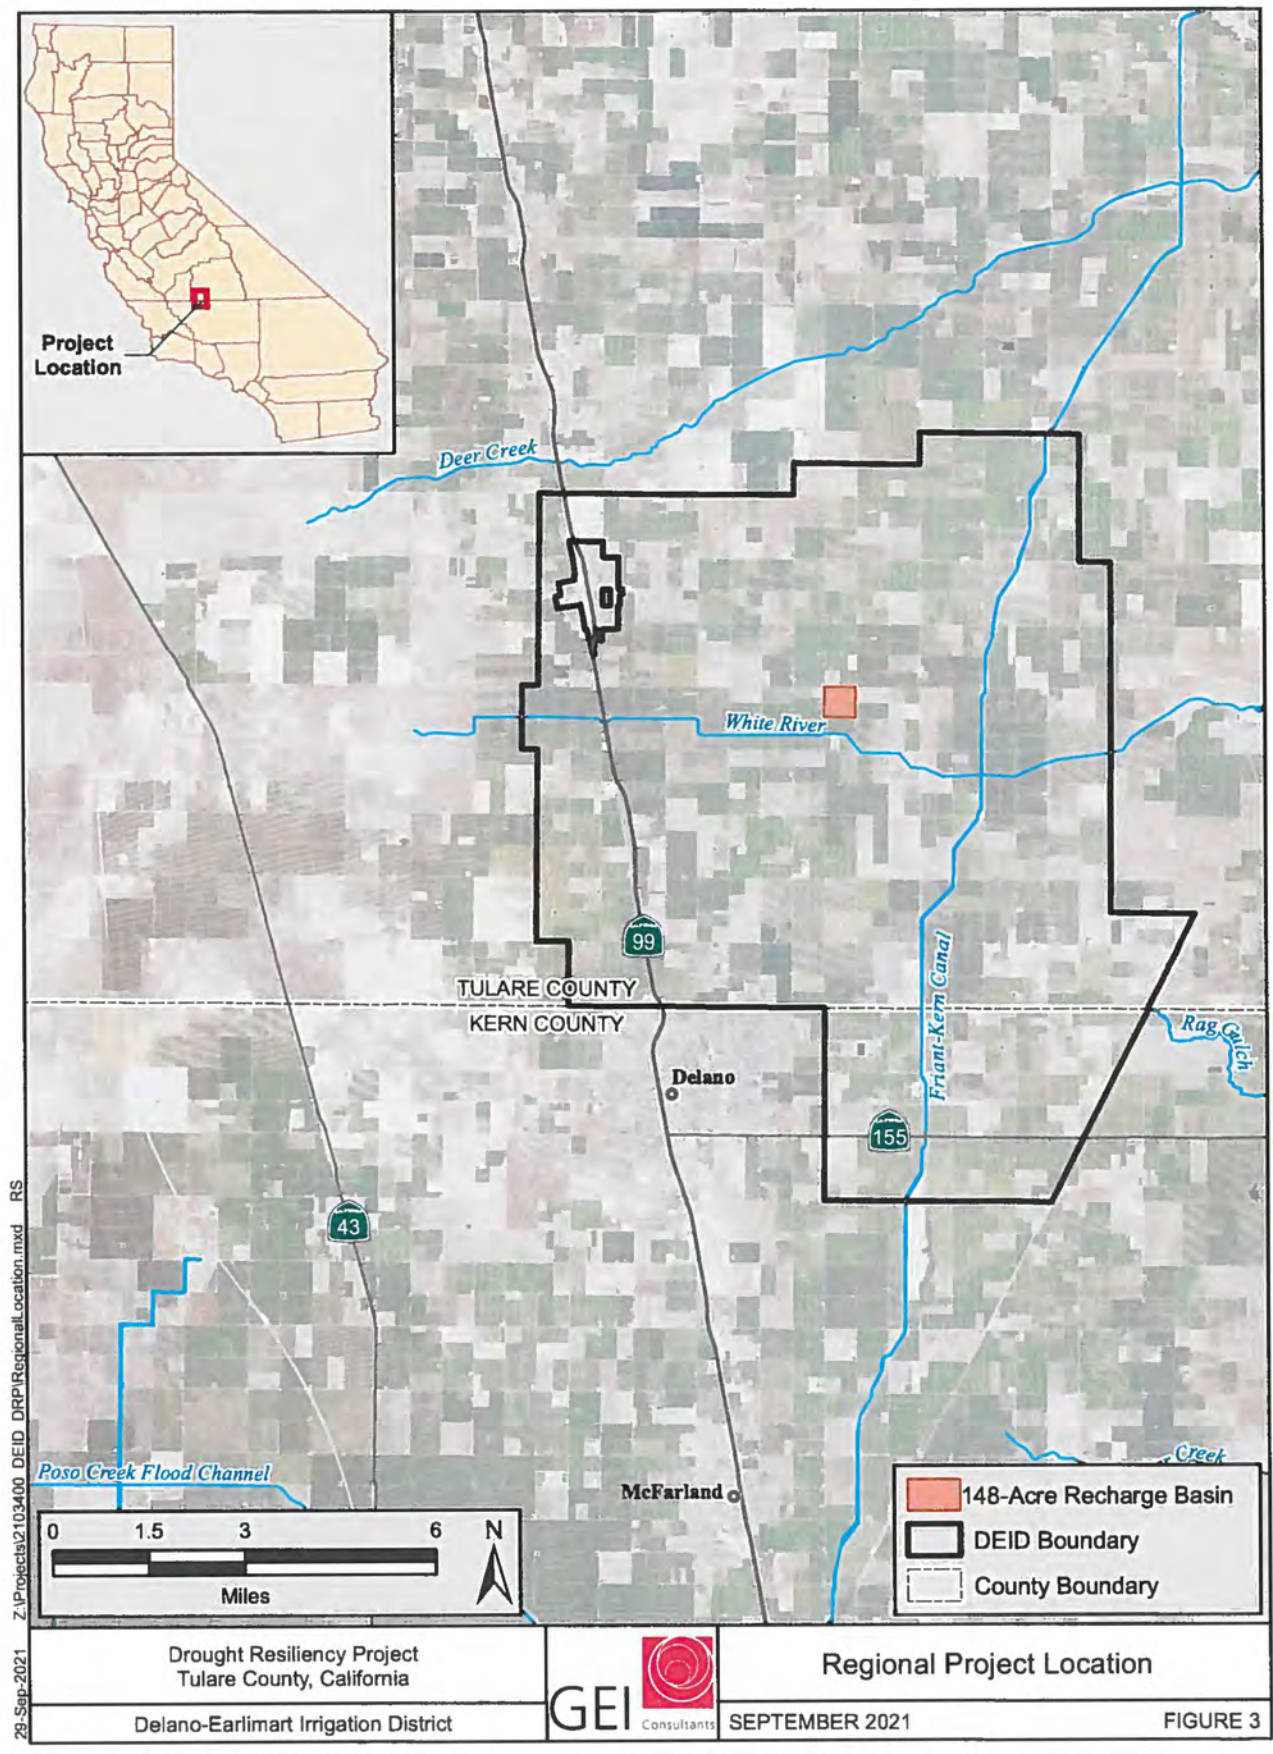 Project
Location
Deer Creek
White River
99
TULARE COUNTY
KERN COUNTY
Friant-Kern Canal
Rag Gulch
Delano
155
43
Poso Creek Flood Channel
McFarland
Creek
0 1.5 3 6
Miles
N
148-Acre Recharge Basin
DEID Boundary
County Boundary
29-Sep-2021 Z:\Projects\2103400_DEID_DRP\RegionalLocation.mxd RS
Drought Resiliency Project
Tulare County, California
Delano-Earlimart Irrigation District
GEI
Consultants
Regional Project Location
SEPTEMBER 2021
FIGURE 3